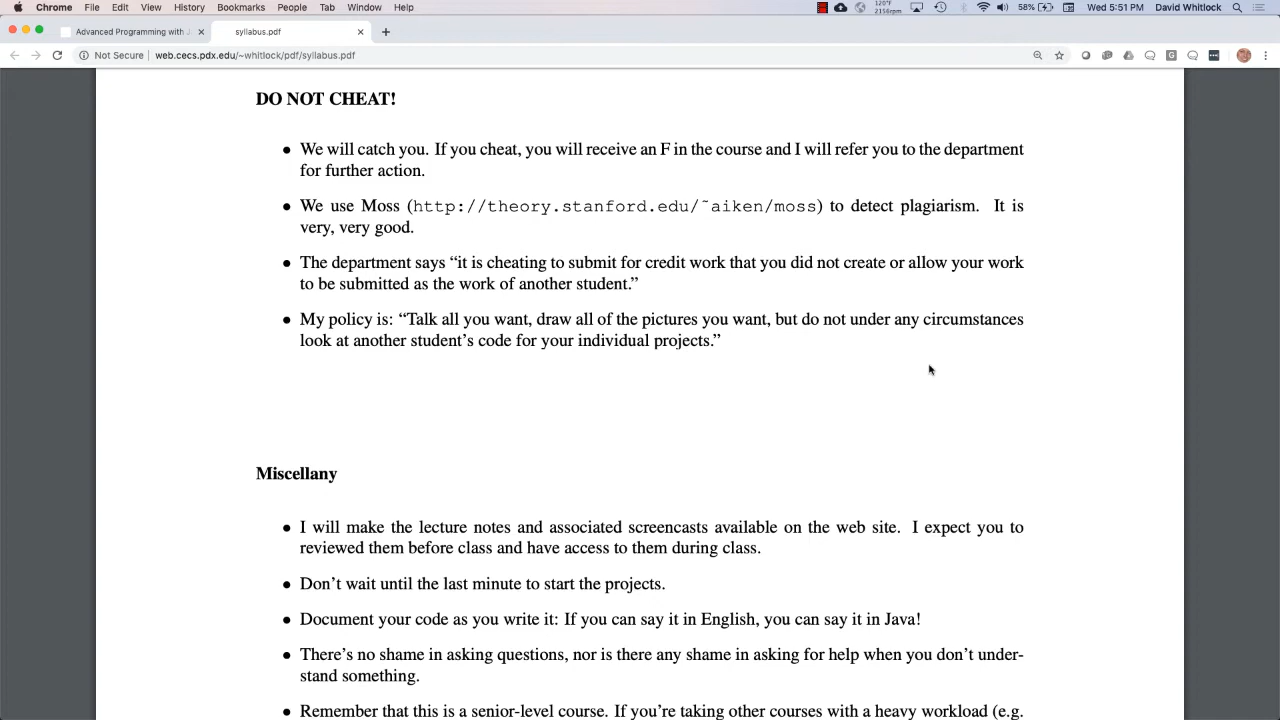 Chrome File Edit View History Bookmarks People Tab Window Help 120°F 2156rpm 58% Wed 5:51 PM David Whitlock
Advanced Programming with J syllabus.pdf
Not Secure web.cecs.pdx.edu/~whitlock/pdf/syllabus.pdf
DO NOT CHEAT!
• We will catch you. If you cheat, you will receive an F in the course and I will refer you to the department
for further action.
• We use Moss (http://theory.stanford.edu/~aiken/moss) to detect plagiarism. It is
very, very good.
• The department says “it is cheating to submit for credit work that you did not create or allow your work
to be submitted as the work of another student.”
• My policy is: “Talk all you want, draw all of the pictures you want, but do not under any circumstances
look at another student’s code for your individual projects.”
Miscellany
• I will make the lecture notes and associated screencasts available on the web site. I expect you to
reviewed them before class and have access to them during class.
• Don’t wait until the last minute to start the projects.
• Document your code as you write it: If you can say it in English, you can say it in Java!
• There’s no shame in asking questions, nor is there any shame in asking for help when you don’t under-
stand something.
• Remember that this is a senior-level course. If you’re taking other courses with a heavy workload (e.g.